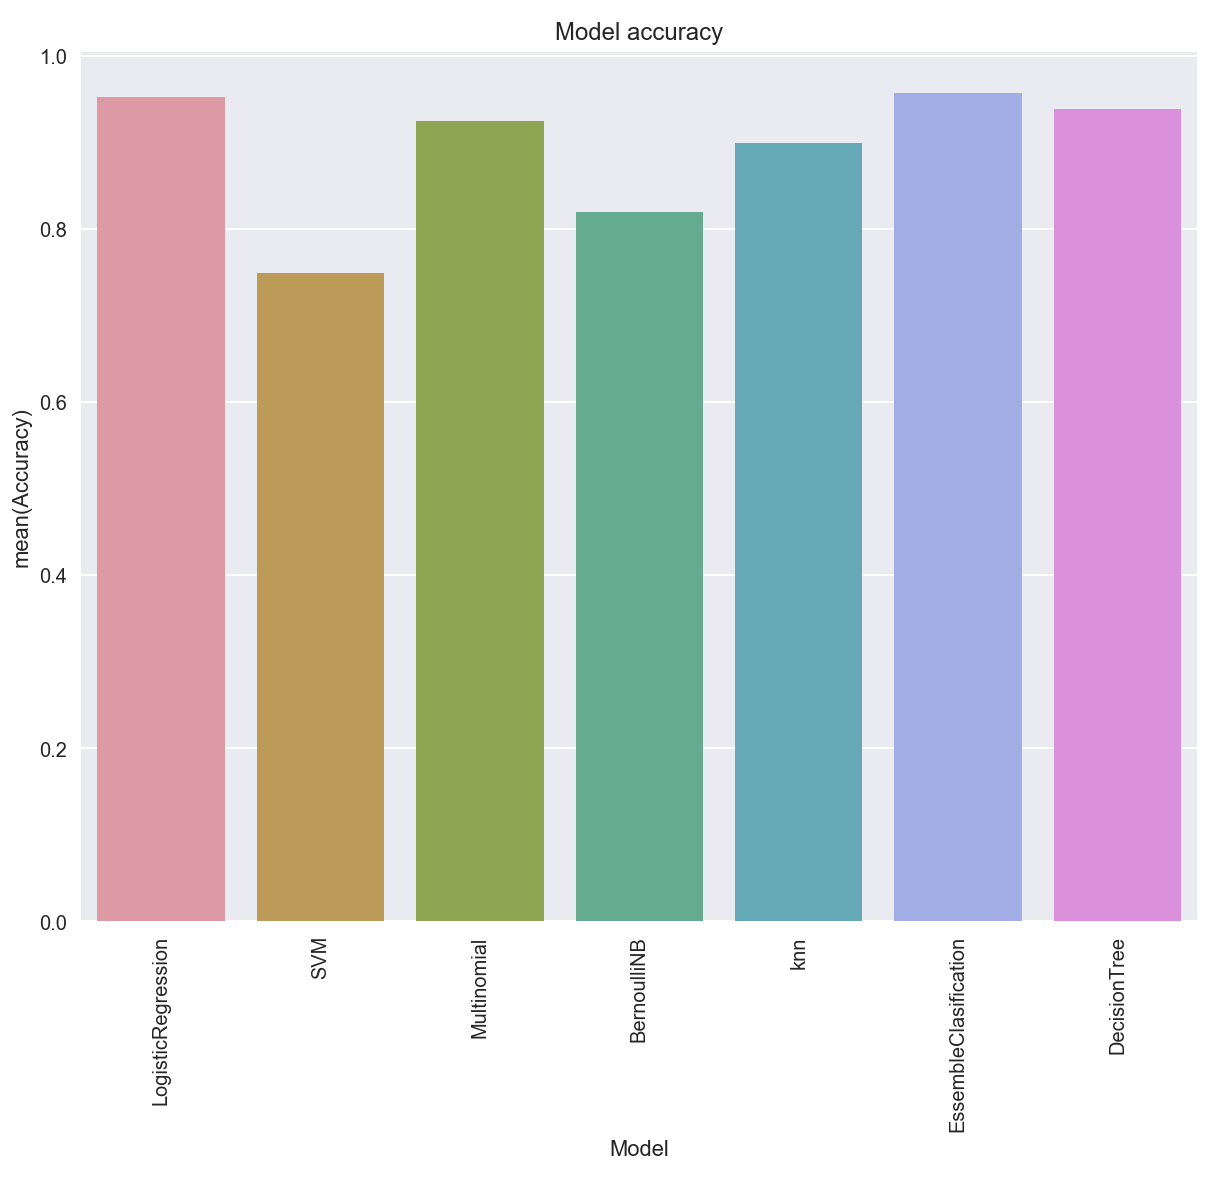 Model accuracy
1.0
0.8
0.6
0.4
0.2
0.0
mean(Accuracy)
LogisticRegression
SVM
Multinomial
BernoulliNB
knn
EssembleClasification
DecisionTree
Model